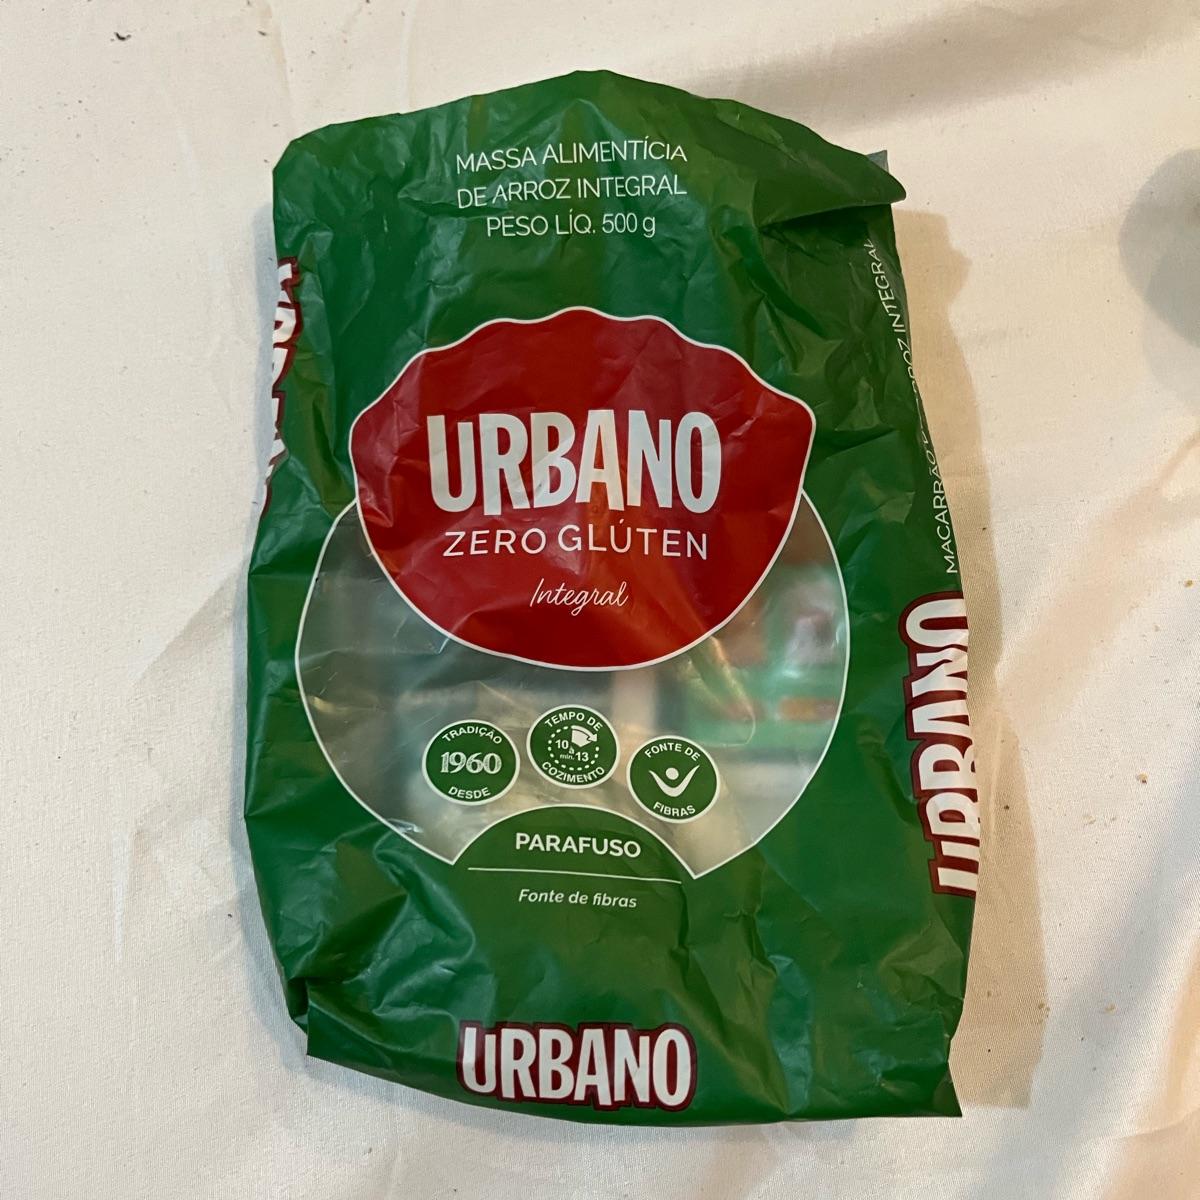 MASSA ALIMENTÍCIA
DE ARROZ INTEGRAL
PESO LÍQ. 500 g
URBANO
ZERO GLÚTEN
Integral
TRADIÇÃO
1960
DESDE
TEMPO DE
10 a
min. 13
COZIMENTO
FONTE DE
FIBRAS
PARAFUSO
Fonte de fibras
URBANO
MACARRÃO ARROZ INTEGRAL
URBANO